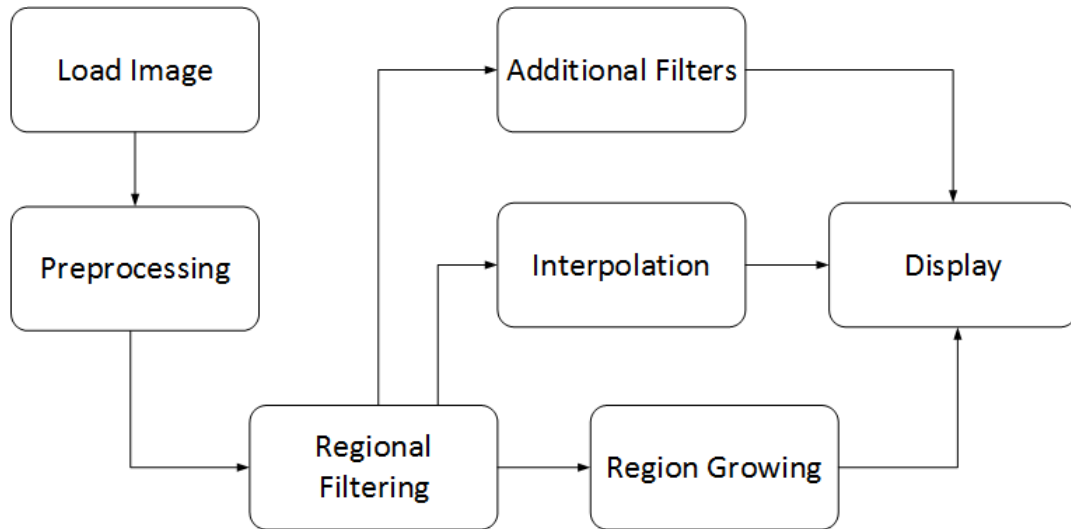 Load Image
Additional Filters
Preprocessing
Interpolation
Display
Regional
Filtering
Region Growing